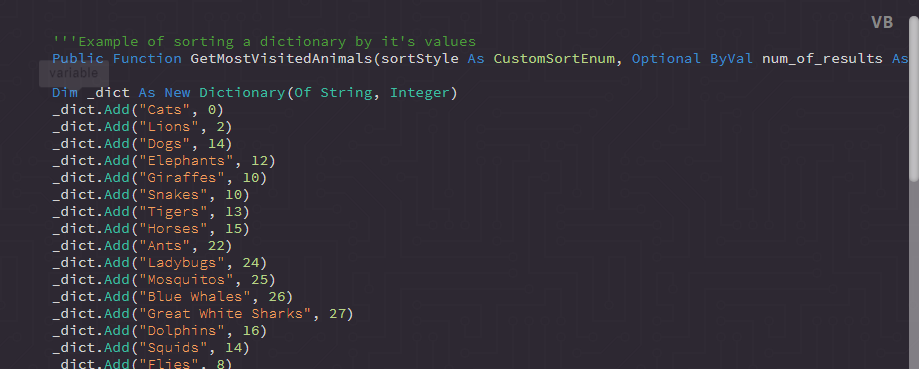 VB
'''Example of sorting a dictionary by it's values
Public Function GetMostVisitedAnimals(sortStyle As CustomSortEnum, Optional ByVal num_of_results As
variable
Dim _dict As New Dictionary(Of String, Integer)
_dict.Add("Cats", 0)
_dict.Add("Lions", 2)
_dict.Add("Dogs", 14)
_dict.Add("Elephants", 12)
_dict.Add("Giraffes", 10)
_dict.Add("Snakes", 10)
_dict.Add("Tigers", 13)
_dict.Add("Horses", 15)
_dict.Add("Ants", 22)
_dict.Add("Ladybugs", 24)
_dict.Add("Mosquitos", 25)
_dict.Add("Blue Whales", 26)
_dict.Add("Great White Sharks", 27)
_dict.Add("Dolphins", 16)
_dict.Add("Squids", 14)
_dict.Add("Flies", 8)